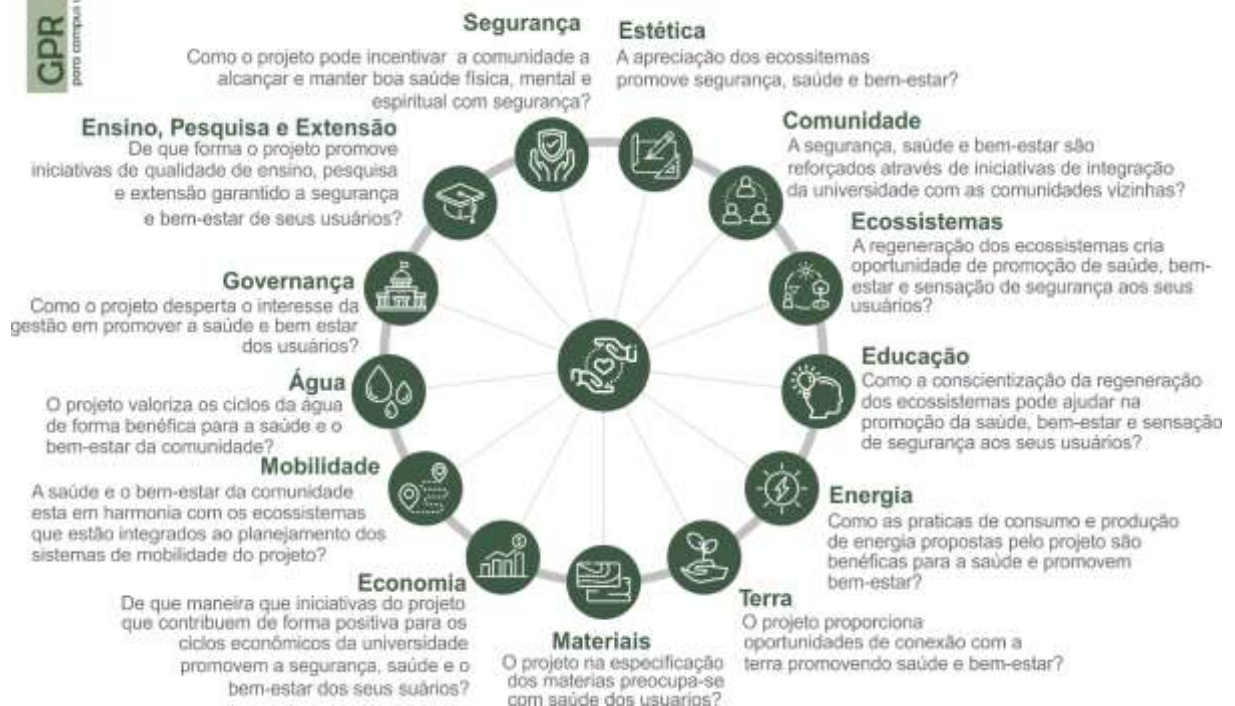 GPR
para campus u
Segurança
Como o projeto pode incentivar a comunidade a
alcançar e manter boa saúde física, mental e
espiritual com segurança?
Estética
A apreciação dos ecossitemas
promove segurança, saúde e bem-estar?
Comunidade
A segurança, saúde e bem-estar são
reforçados através de iniciativas de integração
da universidade com as comunidades vizinhas?
Ecossistemas
A regeneração dos ecossistemas cria
oportunidade de promoção de saúde, bem-
estar e sensação de segurança aos seus
usuários?
Educação
Como a conscientização da regeneração
dos ecossistemas pode ajudar na
promoção da saúde, bem-estar e sensação
de segurança aos seus usuários?
Energia
Como as praticas de consumo e produção
de energia propostas pelo projeto são
benéficas para a saúde e promovem
bem-estar?
Terra
O projeto proporciona
oportunidades de conexão com a
terra promovendo saúde e bem-estar?
Materiais
O projeto na especificação
dos materias preocupa-se
com saúde dos usuarios?
Economia
De que maneira que iniciativas do projeto
que contribuem de forma positiva para os
ciclos econômicos da universidade
promovem a segurança, saúde e o
bem-estar dos seus suários?
Mobilidade
A saúde e o bem-estar da comunidade
esta em harmonia com os ecossistemas
que estão integrados ao planejamento dos
sistemas de mobilidade do projeto?
Água
O projeto valoriza os ciclos da água
de forma benéfica para a saúde e o
bem-estar da comunidade?
Governança
Como o projeto desperta o interesse da
gestão em promover a saúde e bem estar
dos usuários?
Ensino, Pesquisa e Extensão
De que forma o projeto promove
iniciativas de qualidade de ensino, pesquisa
e extensão garantido a segurança
e bem-estar de seus usuários?